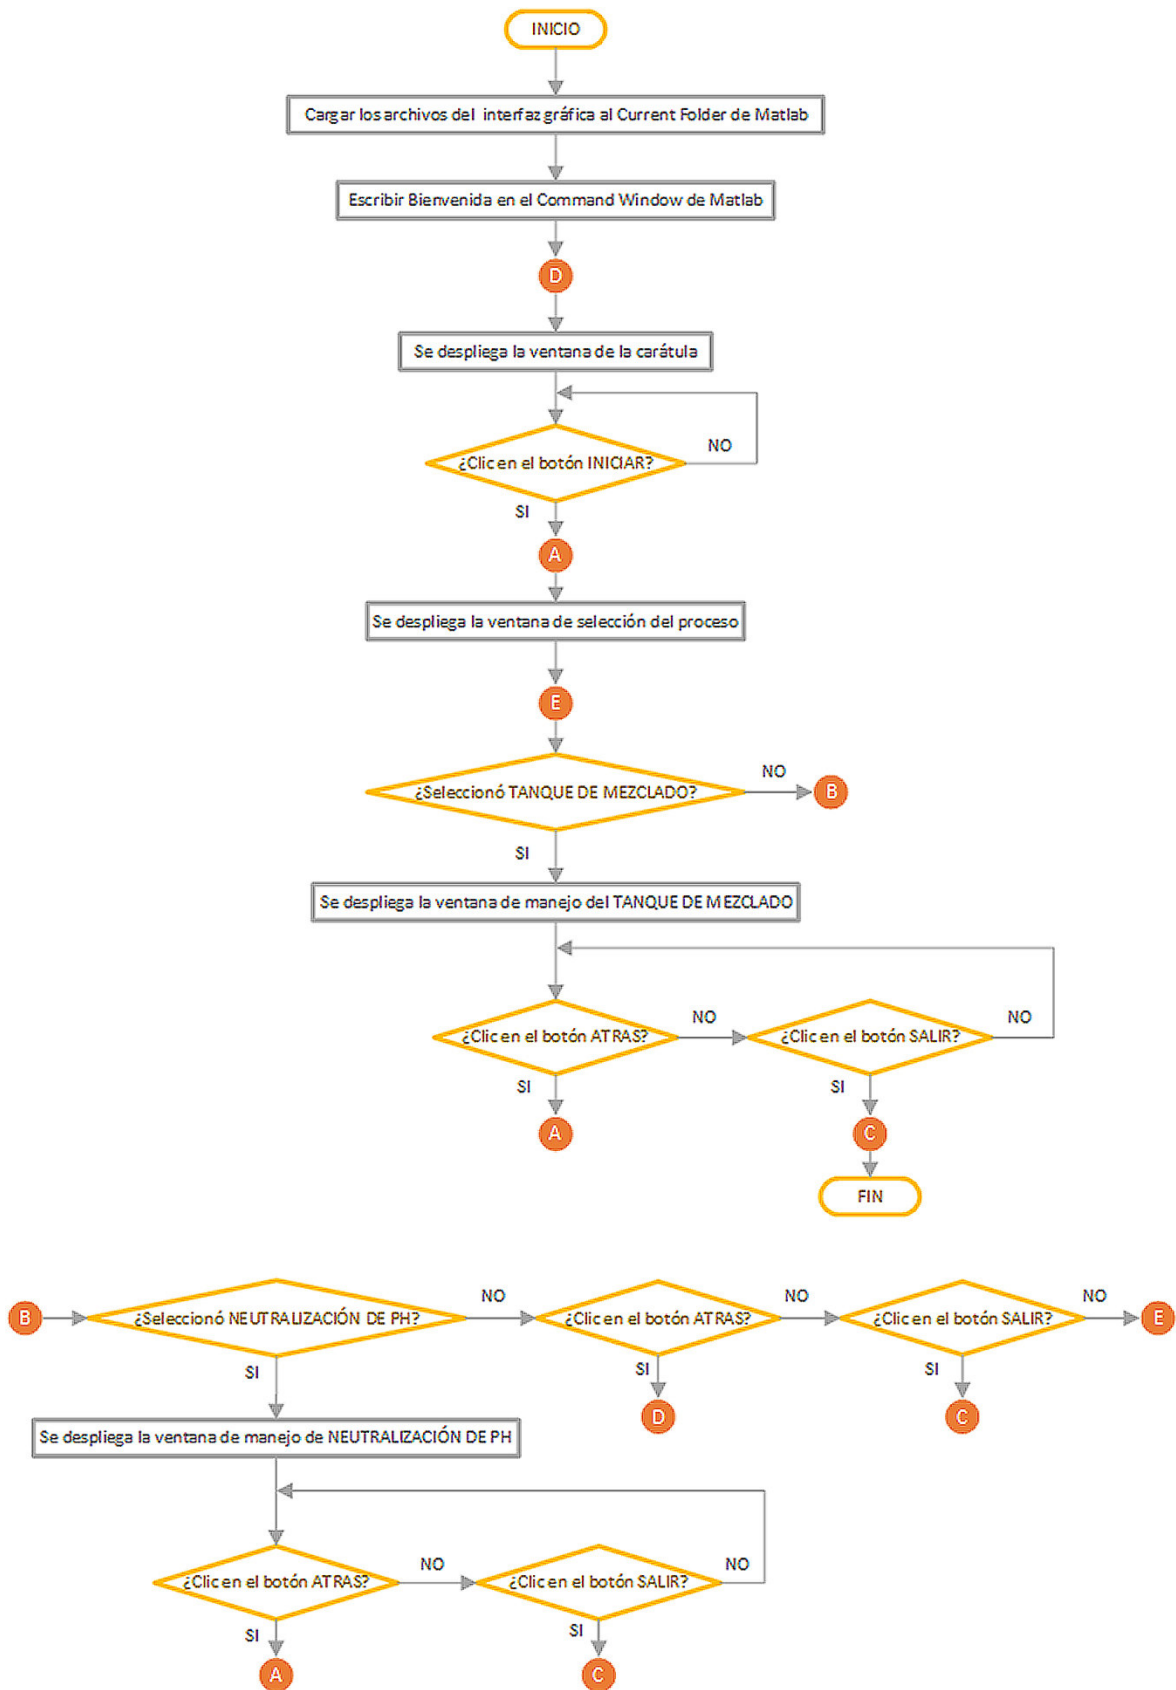 INICIO
Cargar los archivos del interfaz gráfica al Current Folder de Matlab
Escribir Bienvenida en el Command Window de Matlab
D
Se despliega la ventana de la carátula
¿Clic en el botón INICIAR?
NO
SI
A
Se despliega la ventana de selección del proceso
E
¿Seleccionó TANQUE DE MEZCLADO?
NO
B
SI
Se despliega la ventana de manejo del TANQUE DE MEZCLADO
¿Clic en el botón ATRAS?
NO
¿Clic en el botón SALIR?
NO
SI
SI
A
C
FIN
B
¿Seleccionó NEUTRALIZACIÓN DE PH?
NO
¿Clic en el botón ATRAS?
NO
¿Clic en el botón SALIR?
NO
E
SI
SI
SI
D
C
Se despliega la ventana de manejo de NEUTRALIZACIÓN DE PH
¿Clic en el botón ATRAS?
NO
¿Clic en el botón SALIR?
NO
SI
SI
A
C